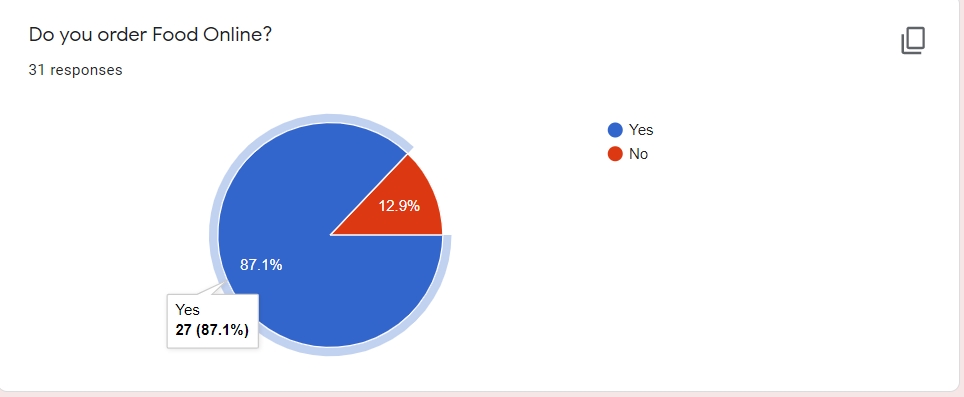 Do you order Food Online?
31 responses
Yes
No
12.9%
87.1%
Yes
27 (87.1%)